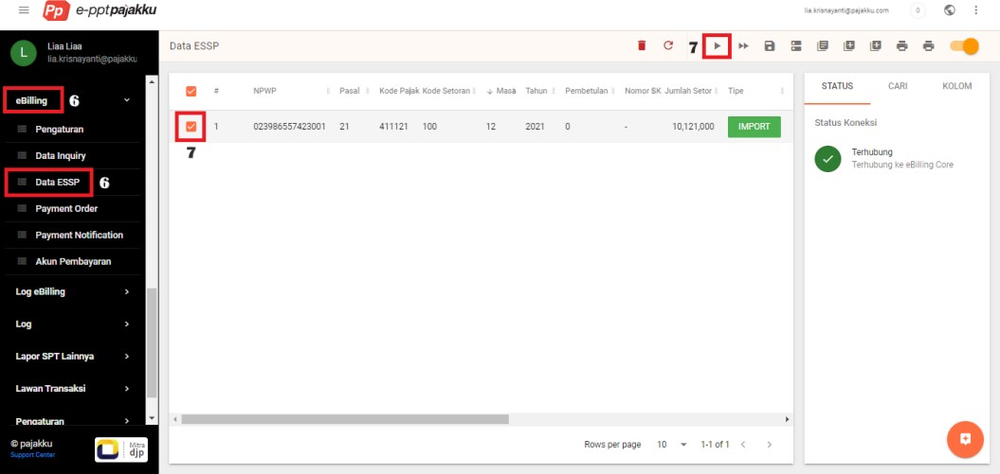 Pp e-pptpajakku
lia.krisnayanti@pajakku.com 0
L Liaa Liaa
lia.krisnayanti@pajakku
eBilling 6
Pengaturan
Data Inquiry
Data ESSP 6
Payment Order
Payment Notification
Akun Pembayaran
Log eBilling
Log
Lapor SPT Lainnya
Lawan Transaksi
Pengaturan
© pajakku
Support Center
Mitra
djp
Data ESSP 7
# NPWP Pasal Kode Pajak Kode Setoran Masa Tahun Pembetulan Nomor SK Jumlah Setor Tipe
1 023986557423001 21 411121 100 12 2021 0 - 10,121,000 IMPORT
7
Rows per page 10 1-1 of 1
STATUS CARI KOLOM
Status Koneksi
Terhubung
Terhubung ke eBilling Core